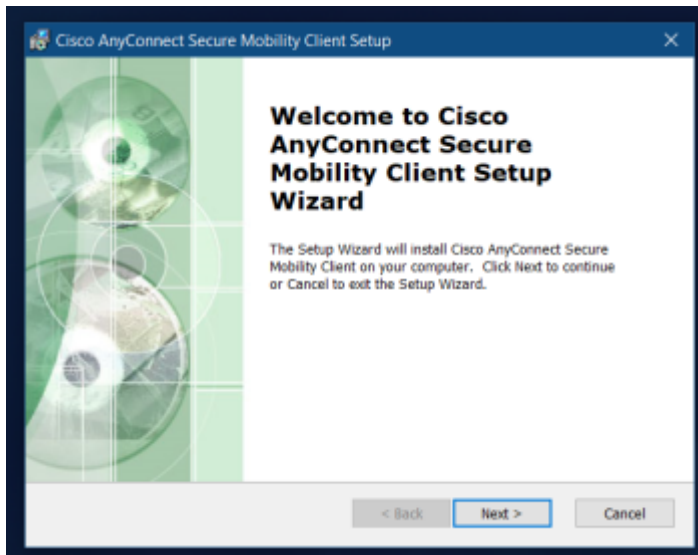 Cisco AnyConnect Secure Mobility Client Setup
Welcome to Cisco
AnyConnect Secure
Mobility Client Setup
Wizard
The Setup Wizard will install Cisco AnyConnect Secure
Mobility Client on your computer. Click Next to continue
or Cancel to exit the Setup Wizard.
< Back
Next >
Cancel